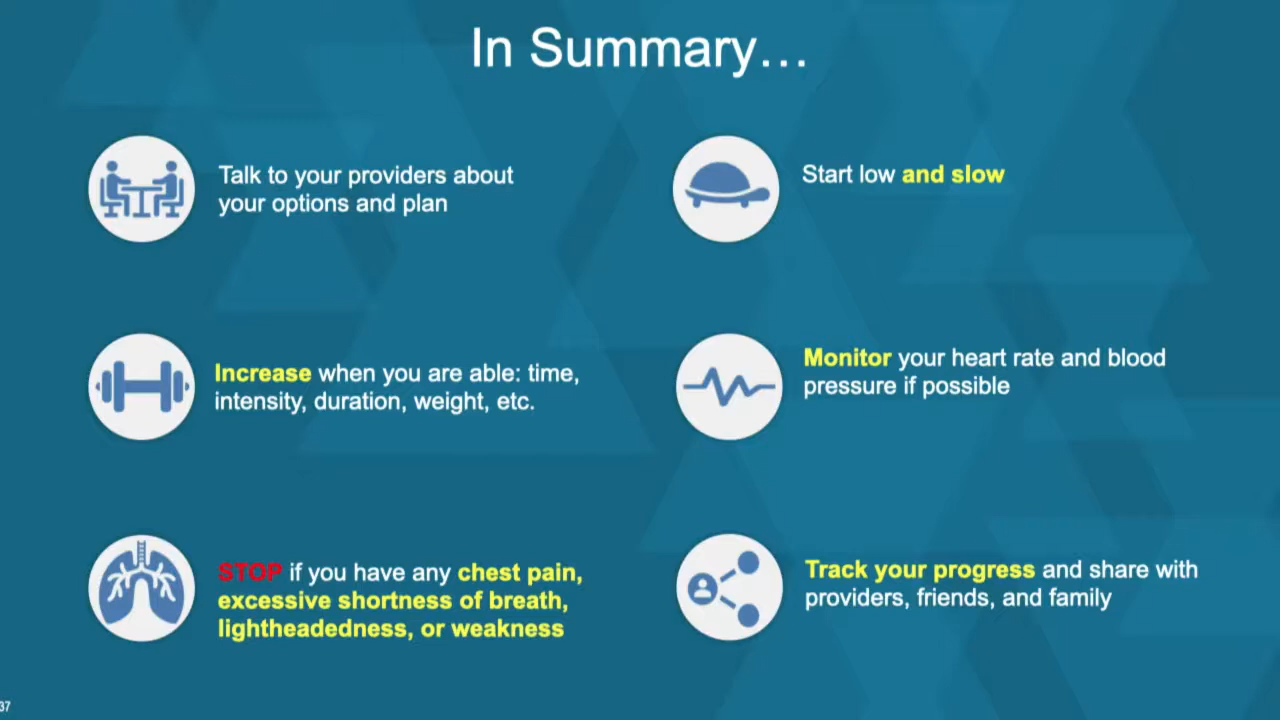 In Summary…
Talk to your providers about
your options and plan
Start low and slow
Increase when you are able: time,
intensity, duration, weight, etc.
Monitor your heart rate and blood
pressure if possible
STOP if you have any chest pain,
excessive shortness of breath,
lightheadedness, or weakness
Track your progress and share with
providers, friends, and family
37